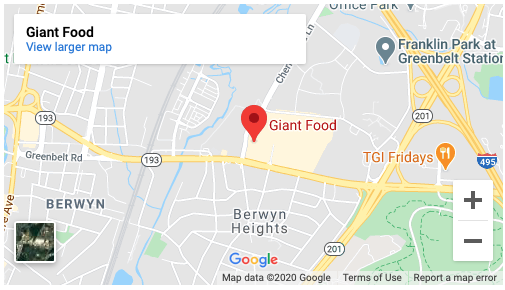 Office Park
Giant Food
View larger map
Cherr
Ln
Franklin Park at
Greenbelt Station
193
201
Giant Food
Greenbelt Rd
193
TGI Fridays
495
BERWYN
Berwyn
Heights
201
Google
Map data ©2020 Google
Terms of Use
Report a map error